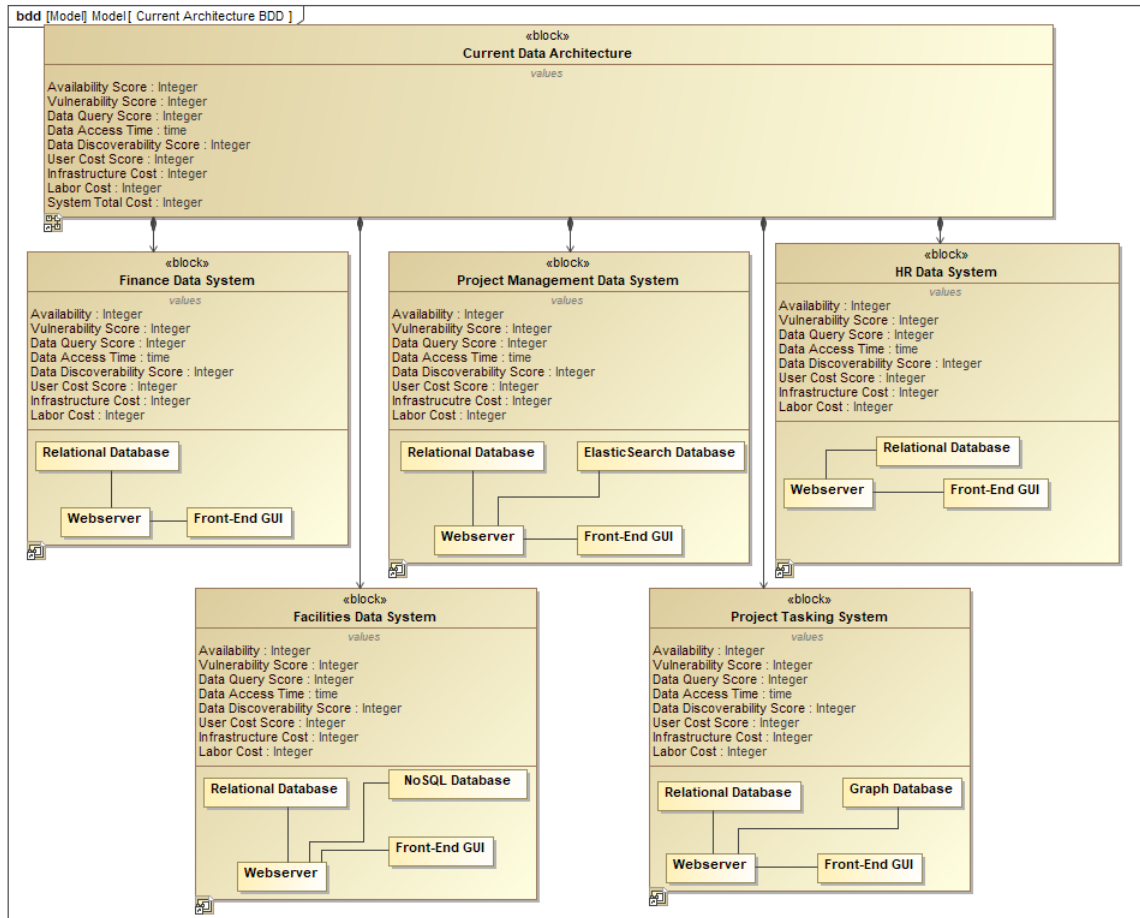 bdd [Model] Model[ Current Architecture BDD ]
«block»
Current Data Architecture
values
Availability Score : Integer
Vulnerability Score : Integer
Data Query Score : Integer
Data Access Time : time
Data Discoverability Score : Integer
User Cost Score : Integer
Infrastructure Cost : Integer
Labor Cost : Integer
System Total Cost : Integer
«block»
Finance Data System
values
Availability : Integer
Vulnerability Score : Integer
Data Query Score : Integer
Data Access Time : time
Data Discoverability Score : Integer
User Cost Score : Integer
Infrastructure Cost : Integer
Labor Cost : Integer
Relational Database
Webserver
Front-End GUI
«block»
Project Management Data System
values
Availability : Integer
Vulnerability Score : Integer
Data Query Score : Integer
Data Access Time : time
Data Discoverability Score : Integer
User Cost Score : Integer
Infrastrucutre Cost : Integer
Labor Cost : Integer
Relational Database
ElasticSearch Database
Webserver
Front-End GUI
«block»
HR Data System
values
Availability : Integer
Vulnerability Score : Integer
Data Query Score : Integer
Data Access Time : time
Data Discoverability Score : Integer
User Cost Score : Integer
Infrastructure Cost : Integer
Labor Cost : Integer
Relational Database
Webserver
Front-End GUI
«block»
Facilities Data System
values
Availability : Integer
Vulnerability Score : Integer
Data Query Score : Integer
Data Access Time : time
Data Discoverability Score : Integer
User Cost Score : Integer
Infrastructure Cost : Integer
Labor Cost : Integer
Relational Database
NoSQL Database
Front-End GUI
Webserver
«block»
Project Tasking System
values
Availability : Integer
Vulnerability Score : Integer
Data Query Score : Integer
Data Access Time : time
Data Discoverability Score : Integer
User Cost Score : Integer
Infrastructure Cost : Integer
Labor Cost : Integer
Relational Database
Graph Database
Webserver
Front-End GUI